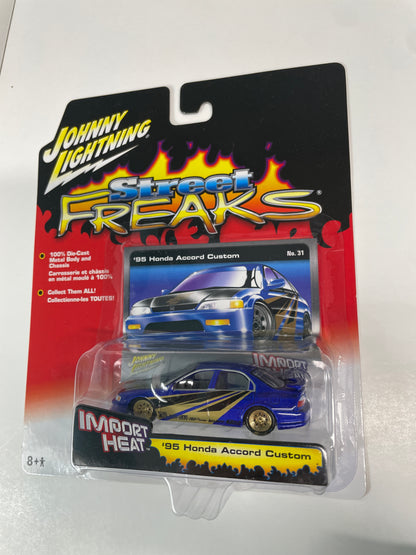 JOHNNY
LIGHTNING
Street
FREAKS®
• 100% Die-Cast
Metal Body and
Chassis
Carrosserie et châssis
en métal moulé à 100%
• Collect Them ALL!
Collectionne-les TOUTES!
'95 Honda Accord Custom
No. 31
JOHNNY
LIGHTNING
IMPORT
HEAT
IMPORT
HEAT™
'95 Honda Accord Custom
8+